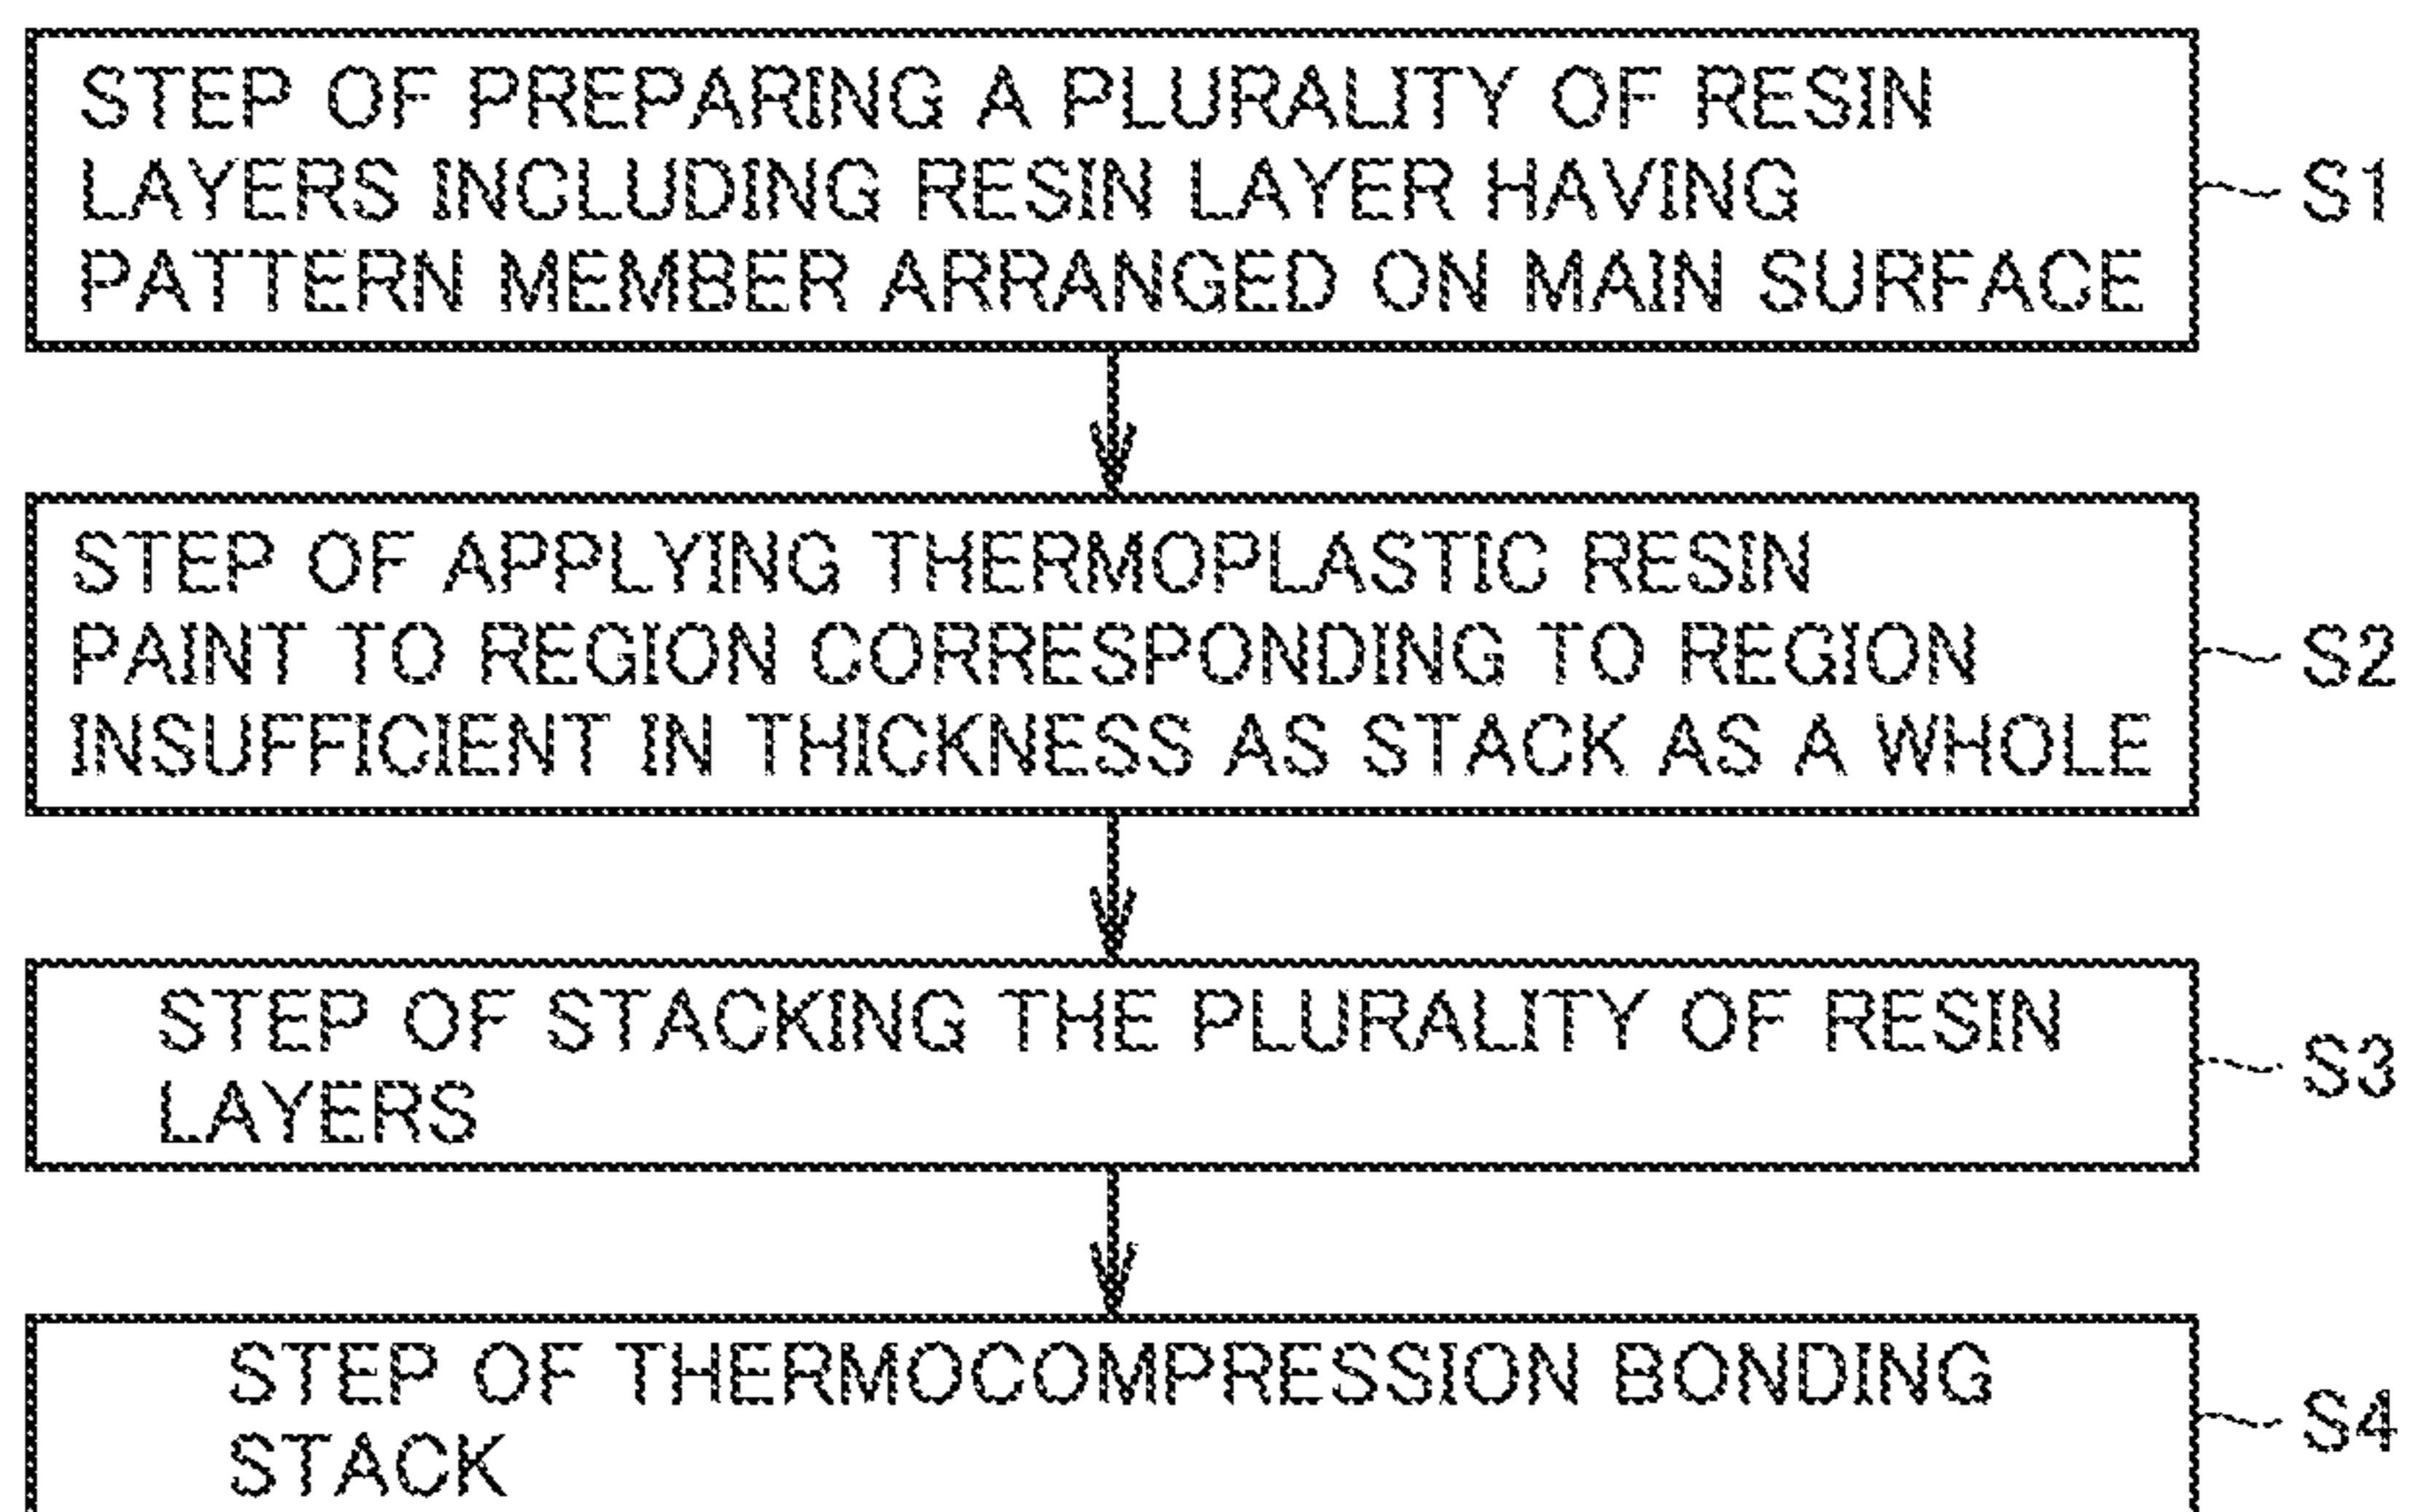 STEP OF PREPARING A PLURALITY OF RESIN
LAYERS INCLUDING RESIN LAYER HAVING
PATTERN MEMBER ARRANGED ON MAIN SURFACE
S1
STEP OF APPLYING THERMOPLASTIC RESIN
PAINT TO REGION CORRESPONDING TO REGION
INSUFFICIENT IN THICKNESS AS STACK AS A WHOLE
S2
STEP OF STACKING THE PLURALITY OF RESIN
LAYERS
S3
STEP OF THERMOCOMPRESSION BONDING
STACK
S4